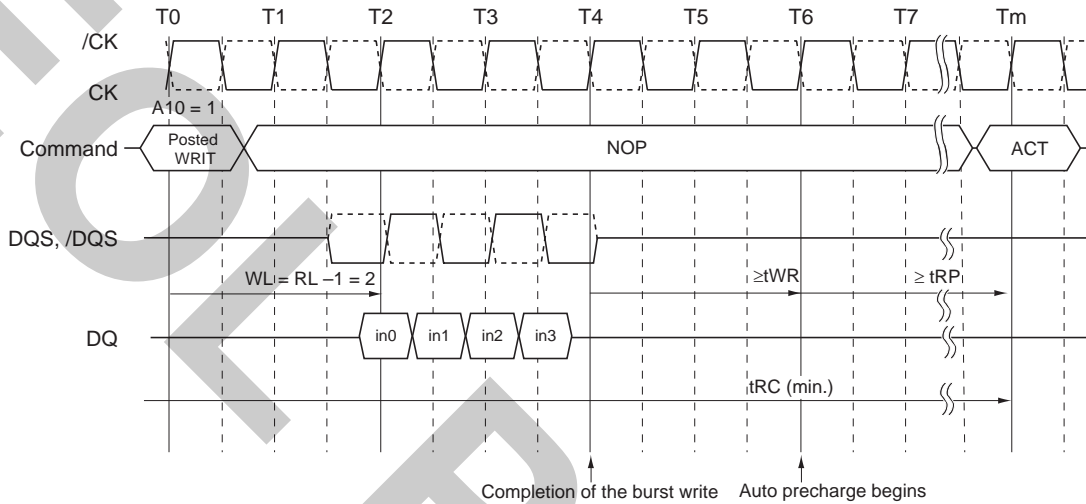 T0 T1 T2 T3 T4 T5 T6 T7 Tm
/CK
CK
A10 = 1
Command
Posted
WRIT
NOP
ACT
DQS, /DQS
WL = RL –1 = 2
≥tWR
≥ tRP
DQ
in0 in1 in2 in3
tRC (min.)
Completion of the burst write
Auto precharge begins